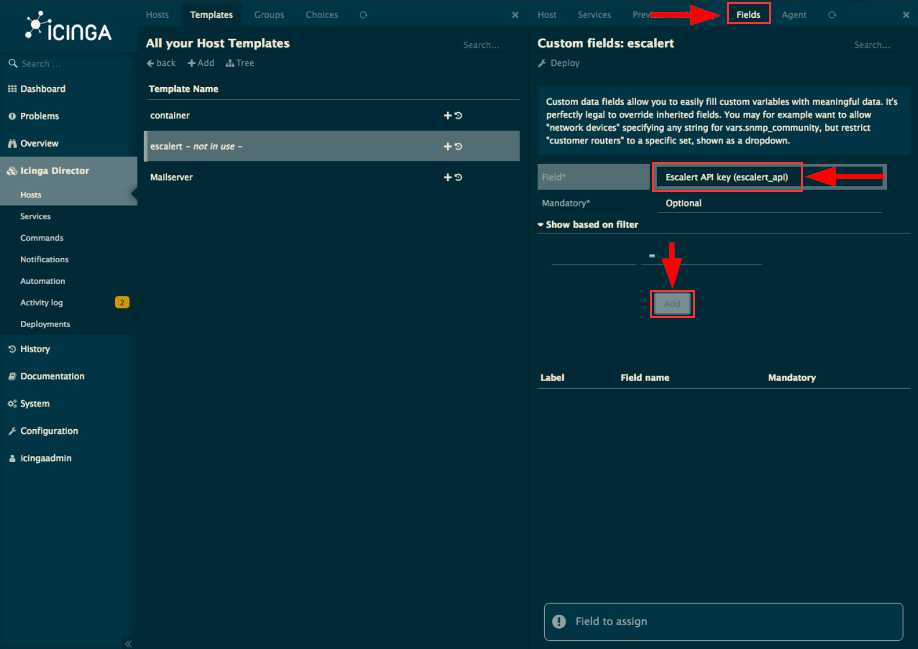 ICINGA
Search ...
Dashboard
Problems
Overview
Icinga Director
Hosts
Services
Commands
Notifications
Automation
Activity log 2
Deployments
History
Documentation
System
Configuration
icingaadmin
Hosts Templates Groups Choices
All your Host Templates
Search...
back Add Tree
Template Name
container
escalert – not in use –
Mailserver
Host Services Fields Agent
Custom fields: escalert
Search...
Deploy
Custom data fields allow you to easily fill custom variables with meaningful data. It's
perfectly legal to override inherited fields. You may for example want to allow
"network devices" specifying any string for vars.snmp_community, but restrict
"customer routers" to a specific set, shown as a dropdown.
Field* Escalert API key (escalert_api)
Mandatory* Optional
Show based on filter
=
Add
Label Field name Mandatory
Field to assign